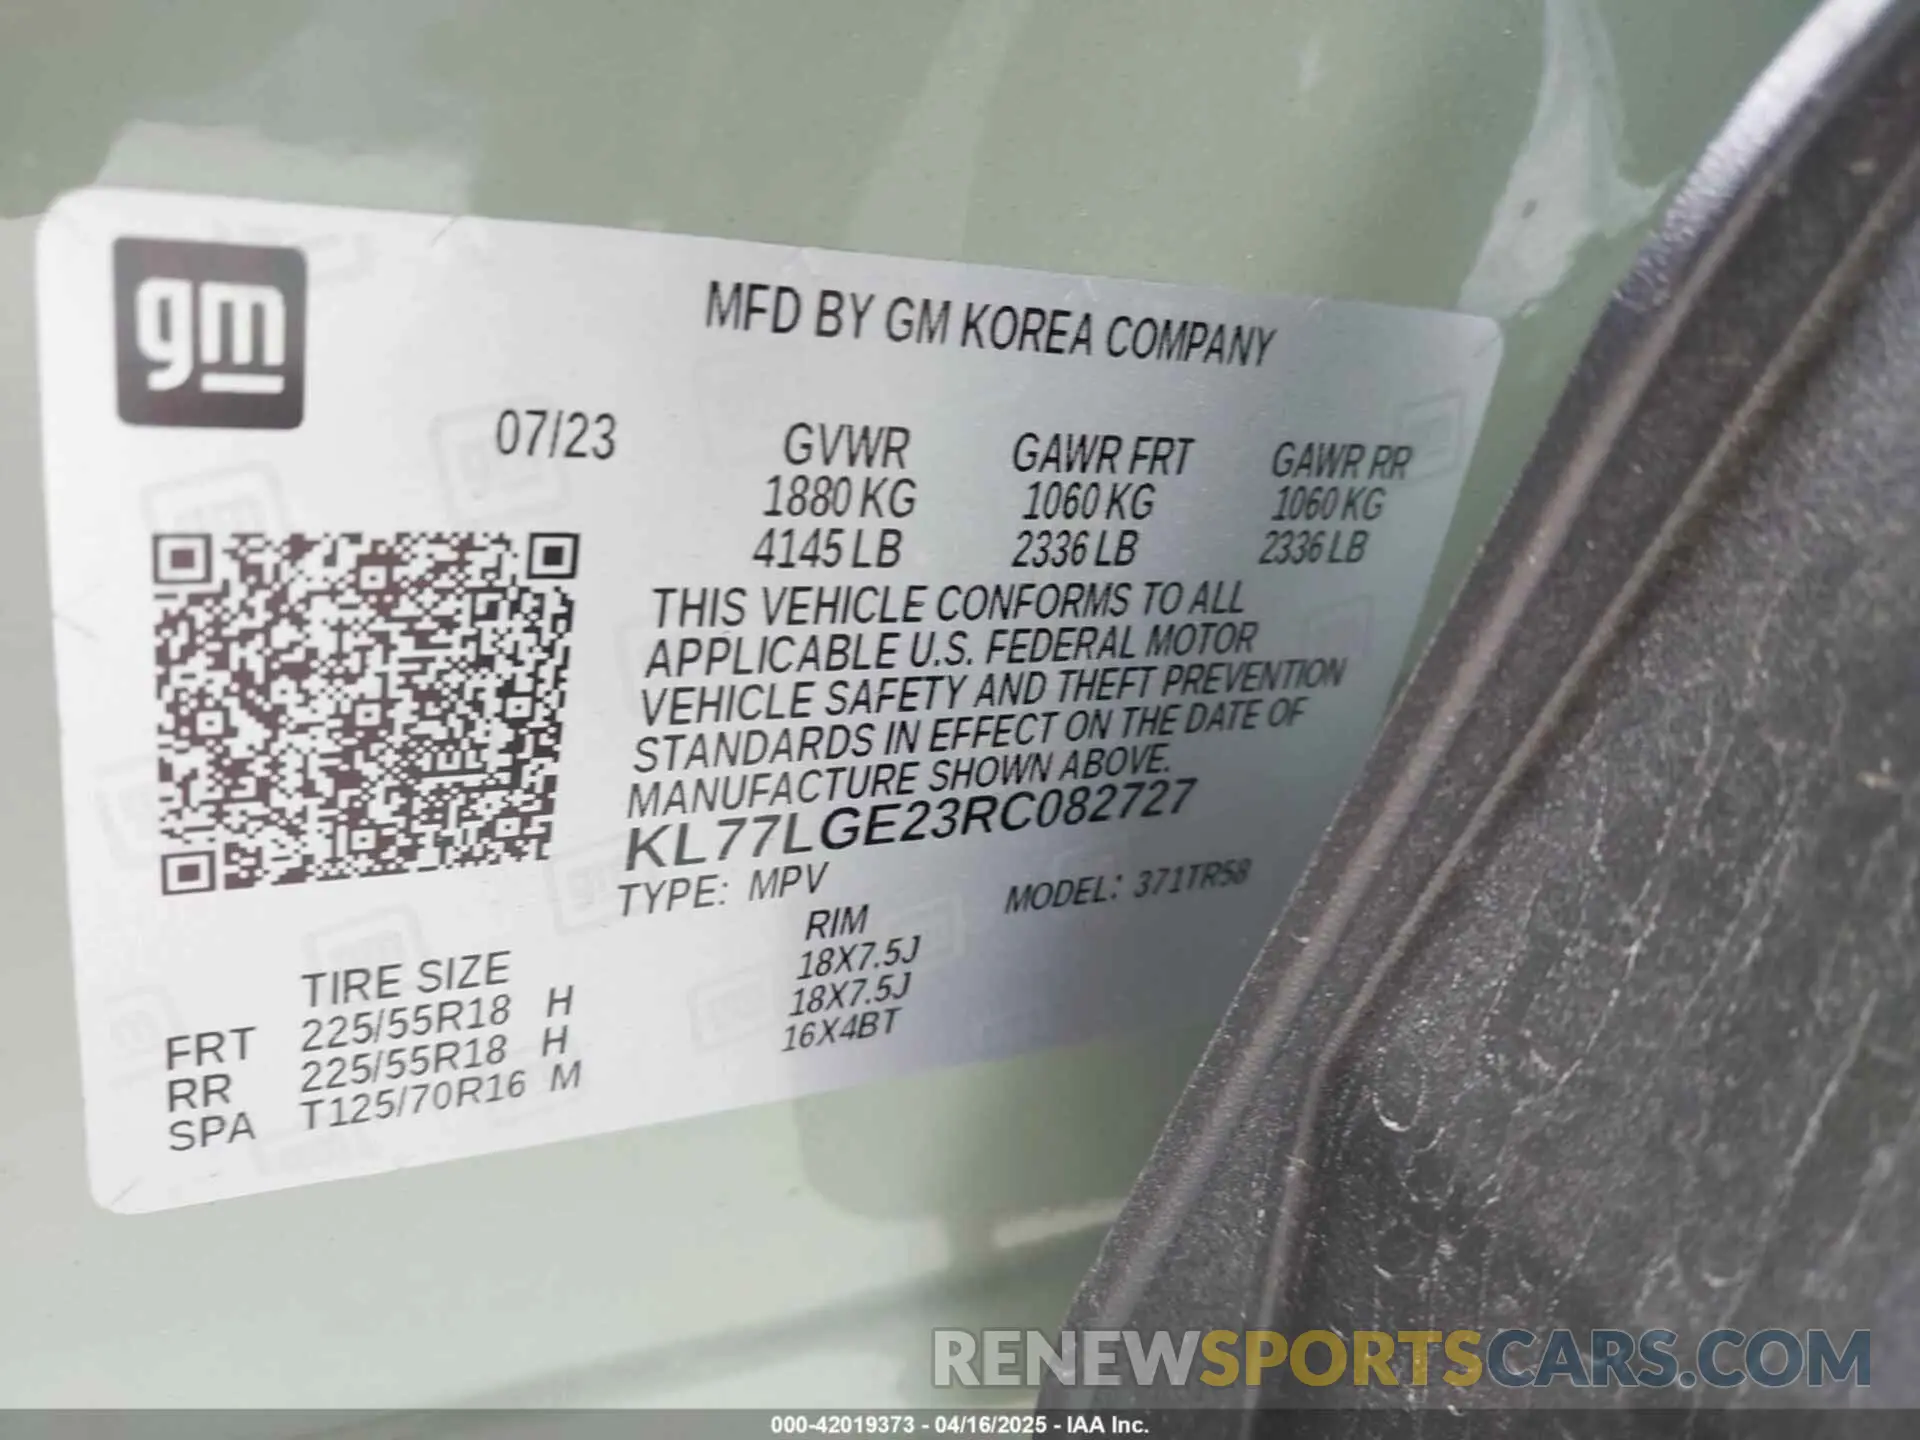 gm
MFD BY GM KOREA COMPANY
07/23 GVWR GAWR FRT GAWR RR
1880 KG 1060 KG 1060 KG
4145 LB 2336 LB 2336 LB
THIS VEHICLE CONFORMS TO ALL
APPLICABLE U.S. FEDERAL MOTOR
VEHICLE SAFETY AND THEFT PREVENTION
STANDARDS IN EFFECT ON THE DATE OF
MANUFACTURE SHOWN ABOVE.
KL77LGE23RC082727
TYPE: MPV MODEL: 371TR58
TIRE SIZE RIM
FRT 225/55R18 H 18X7.5J
RR 225/55R18 H 18X7.5J
SPA T125/70R16 M 16X4BT
RENEWSPORTSCARS.COM
000-42019373 - 04/16/2025 - IAA Inc.